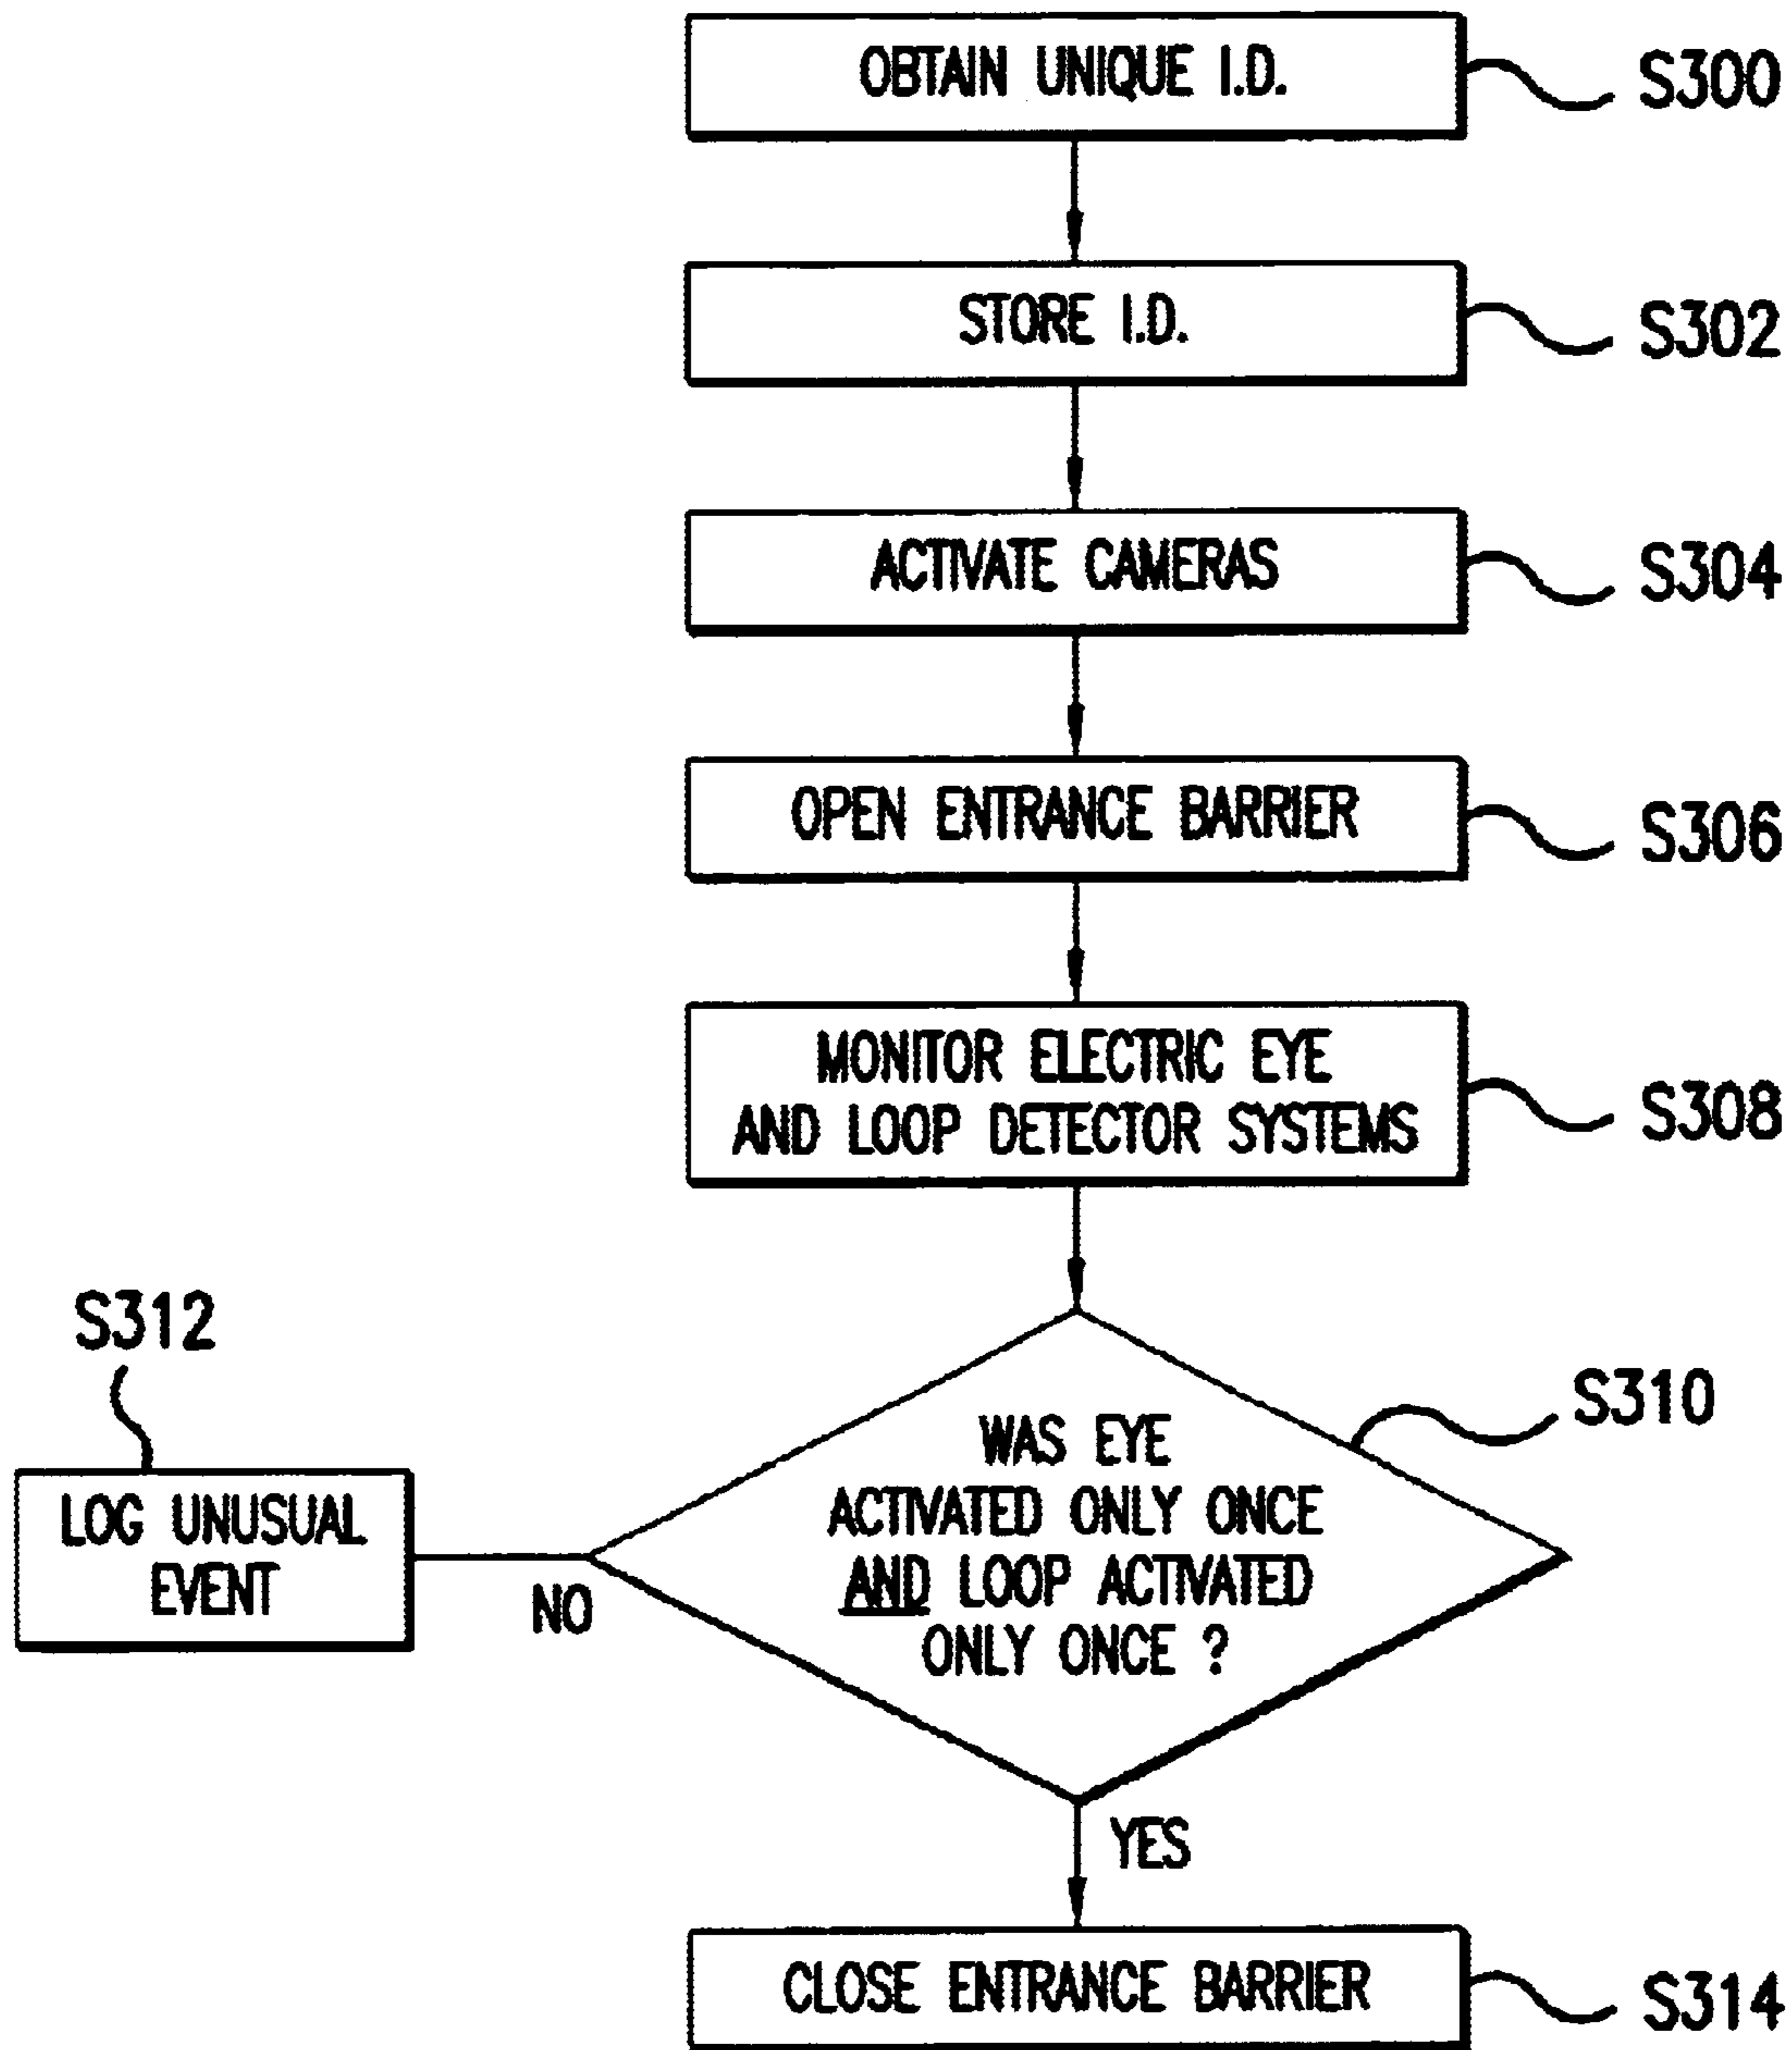 OBTAIN UNIQUE I.D.
S300
STORE I.D.
S302
ACTIVATE CAMERAS
S304
OPEN ENTRANCE BARRIER
S306
MONITOR ELECTRIC EYE
AND LOOP DETECTOR SYSTEMS
S308
S312
LOG UNUSUAL
EVENT
NO
WAS EYE
ACTIVATED ONLY ONCE
AND LOOP ACTIVATED
ONLY ONCE ?
S310
YES
CLOSE ENTRANCE BARRIER
S314